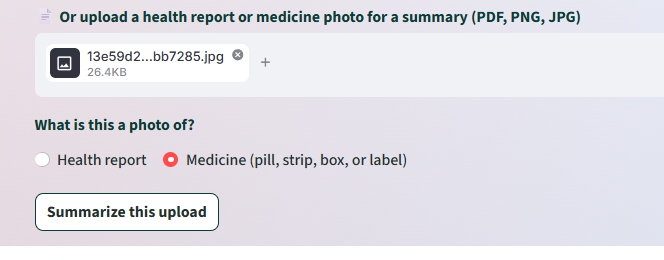 Or upload a health report or medicine photo for a summary (PDF, PNG, JPG)
13e59d2...bb7285.jpg
26.4KB
+
What is this a photo of?
Health report
Medicine (pill, strip, box, or label)
Summarize this upload